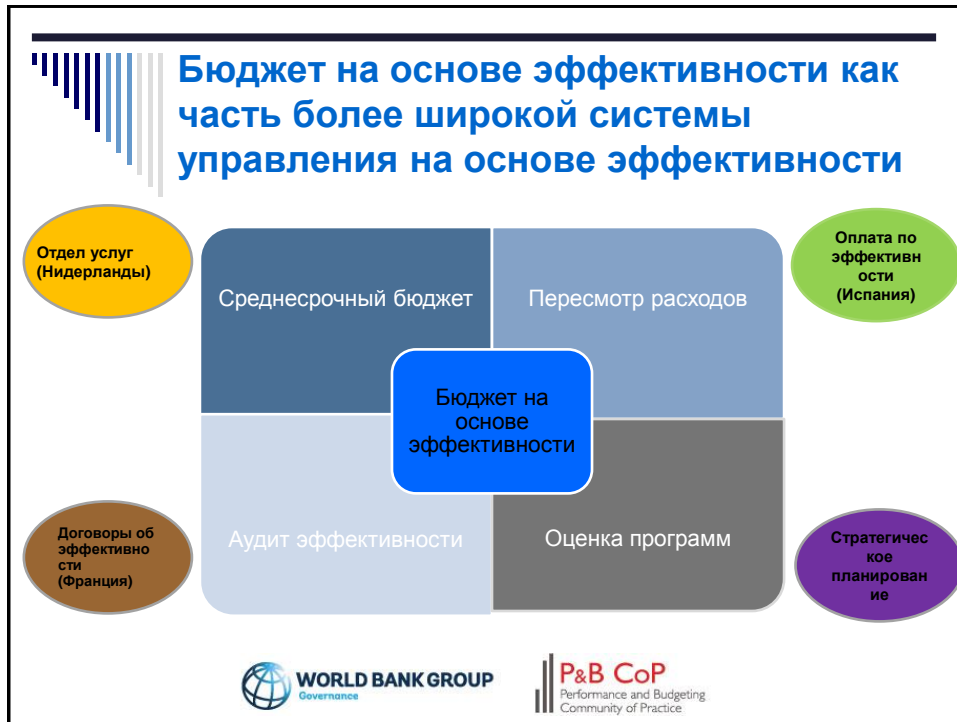 Бюджет на основе эффективности как
часть более широкой системы
управления на основе эффективности
Отдел услуг
(Нидерланды)
Среднесрочный бюджет
Пересмотр расходов
Оплата по
эффективн
ости
(Испания)
Бюджет на
основе
эффективности
Договоры об
эффективно
сти
(Франция)
Аудит эффективности
Оценка программ
Стратегичес
кое
планирован
ие
WORLD BANK GROUP
Governance
P&B CoP
Performance and Budgeting
Community of Practice